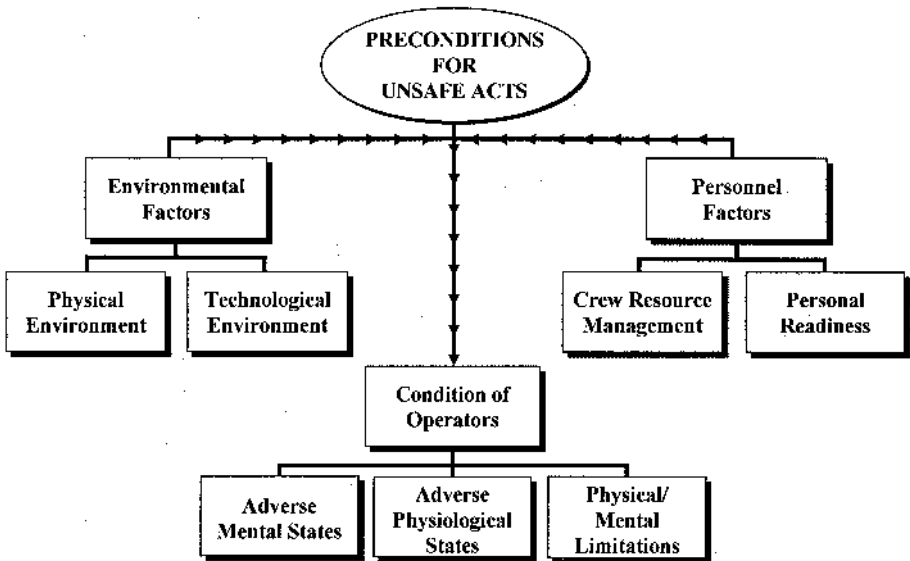 PRECONDITIONS
FOR
UNSAFE ACTS
Environmental
Factors
Personnel
Factors
Physical
Environment
Technological
Environment
Crew Resource
Management
Personal
Readiness
Condition of
Operators
Adverse
Mental States
Adverse
Physiological
States
Physical/
Mental
Limitations